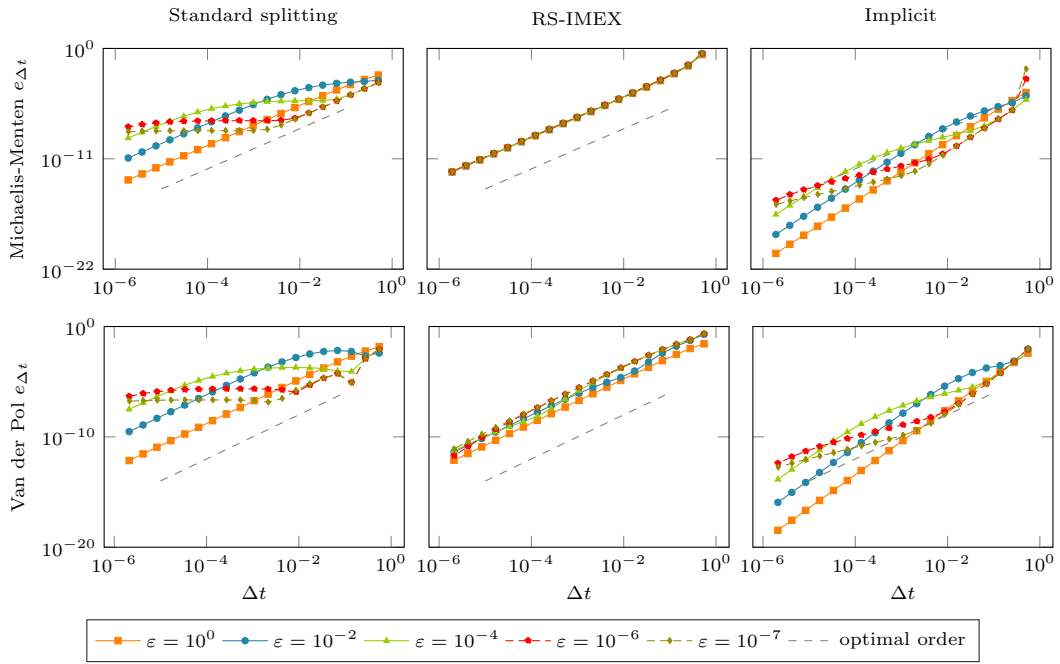 Standard splitting RS-IMEX Implicit
Michaelis-Menten e_{Δt}
10^0
10^{-11}
10^{-22}
10^{-6} 10^{-4} 10^{-2} 10^0
10^{-6} 10^{-4} 10^{-2} 10^0
10^{-6} 10^{-4} 10^{-2} 10^0
Van der Pol e_{Δt}
10^0
10^{-10}
10^{-20}
10^{-6} 10^{-4} 10^{-2} 10^0
10^{-6} 10^{-4} 10^{-2} 10^0
10^{-6} 10^{-4} 10^{-2} 10^0
Δt Δt Δt
ε = 10^0 ε = 10^{-2} ε = 10^{-4} ε = 10^{-6} ε = 10^{-7} optimal order